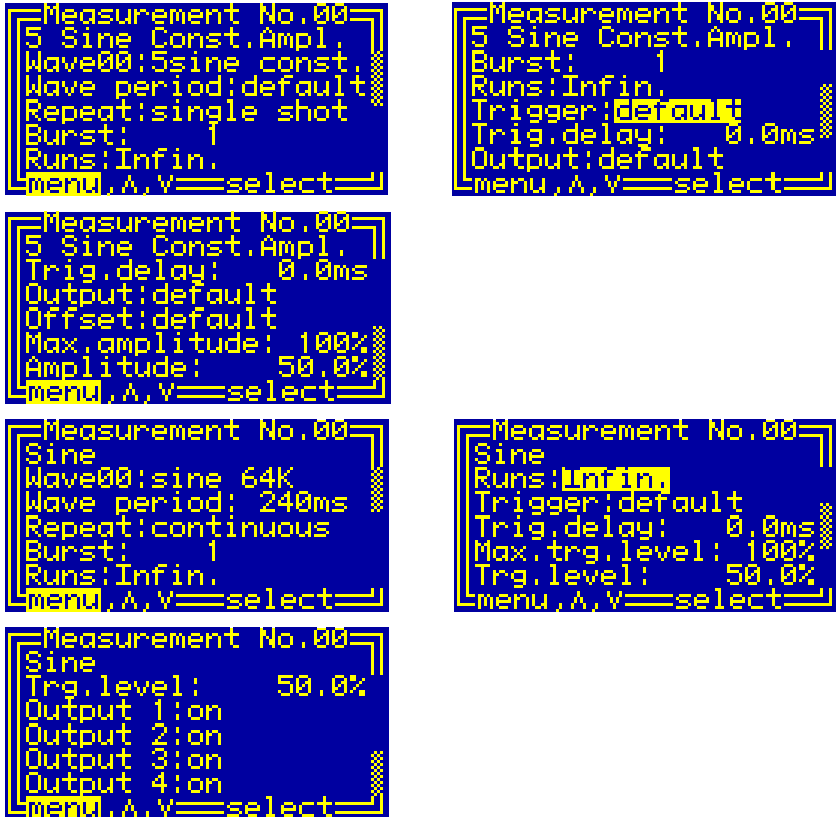 Measurement No.00
5 Sine Const.Ampl.
Wave00:5sine const.
Wave period:default
Repeat:single shot
Burst: 1
Runs:Infin.
menu,Λ,V select
Measurement No.00
5 Sine Const.Ampl.
Burst: 1
Runs:Infin.
Trigger:default
Trig.delay: 0.0ms
Output:default
menu,Λ,V select
Measurement No.00
5 Sine Const.Ampl.
Trig.delay: 0.0ms
Output:default
Offset:default
Max.amplitude: 100%
Amplitude: 50.0%
menu,Λ,V select
Measurement No.00
Sine
Wave00:sine 64K
Wave period: 240ms
Repeat:continuous
Burst: 1
Runs:Infin.
menu,Λ,V select
Measurement No.00
Sine
Runs:Infin.
Trigger:default
Trig.delay: 0.0ms
Max.trg.level: 100%
Trg.level: 50.0%
menu,Λ,V select
Measurement No.00
Sine
Trg.level: 50.0%
Output 1:on
Output 2:on
Output 3:on
Output 4:on
menu,Λ,V select